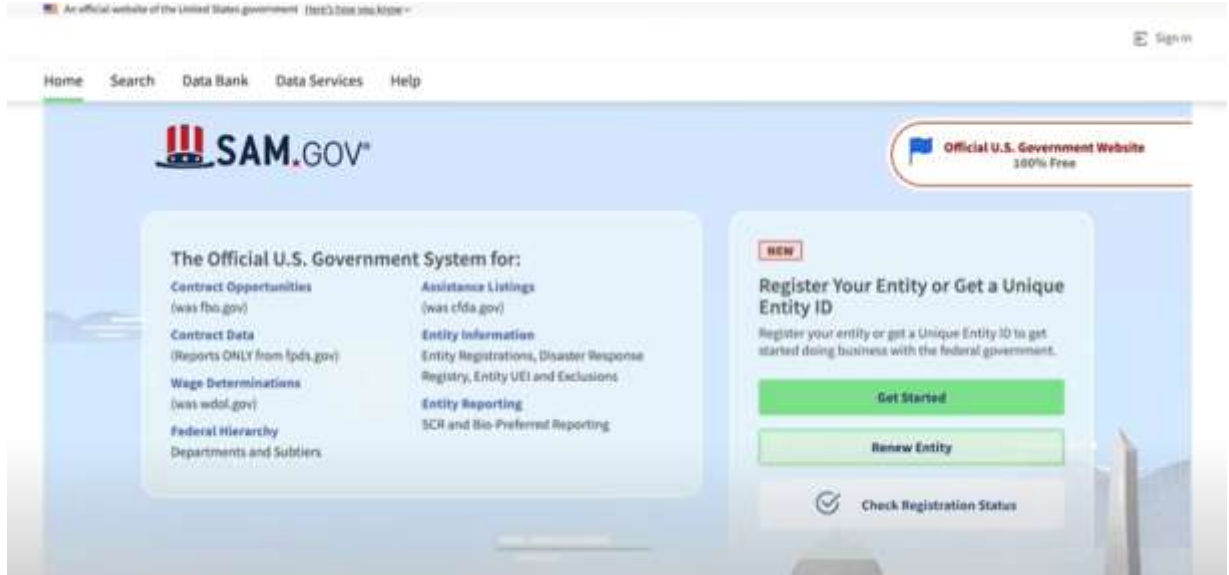 An official website of the United States government Here's how you know
Sign In
Home Search Data Bank Data Services Help
SAM.GOV®
Official U.S. Government Website
100% Free
The Official U.S. Government System for:
Contract Opportunities
(was fbo.gov)
Contract Data
(Reports ONLY from fpds.gov)
Wage Determinations
(was wdol.gov)
Federal Hierarchy
Departments and Subtiers
Assistance Listings
(was cfda.gov)
Entity Information
Entity Registrations, Disaster Response
Registry, Entity UEI and Exclusions
Entity Reporting
SCR and Bio-Preferred Reporting
NEW
Register Your Entity or Get a Unique
Entity ID
Register your entity or get a Unique Entity ID to get
started doing business with the federal government.
Get Started
Renew Entity
Check Registration Status